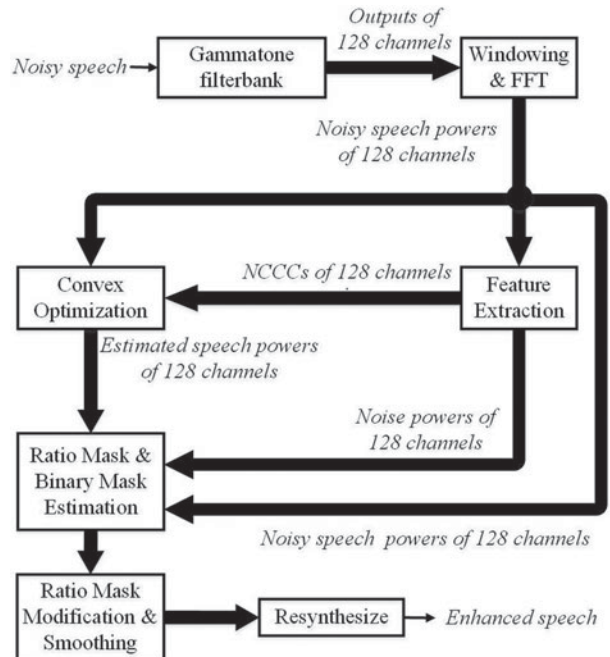 Outputs of
128 channels
Noisy speech
Gammatone
filterbank
Windowing
& FFT
Noisy speech powers
of 128 channels
Convex
Optimization
NCCCs of 128 channels
Feature
Extraction
Estimated speech powers
of 128 channels
Noise powers of
128 channels
Ratio Mask &
Binary Mask
Estimation
Noisy speech powers of 128 channels
Ratio Mask
Modification &
Smoothing
Resynthesize
Enhanced speech